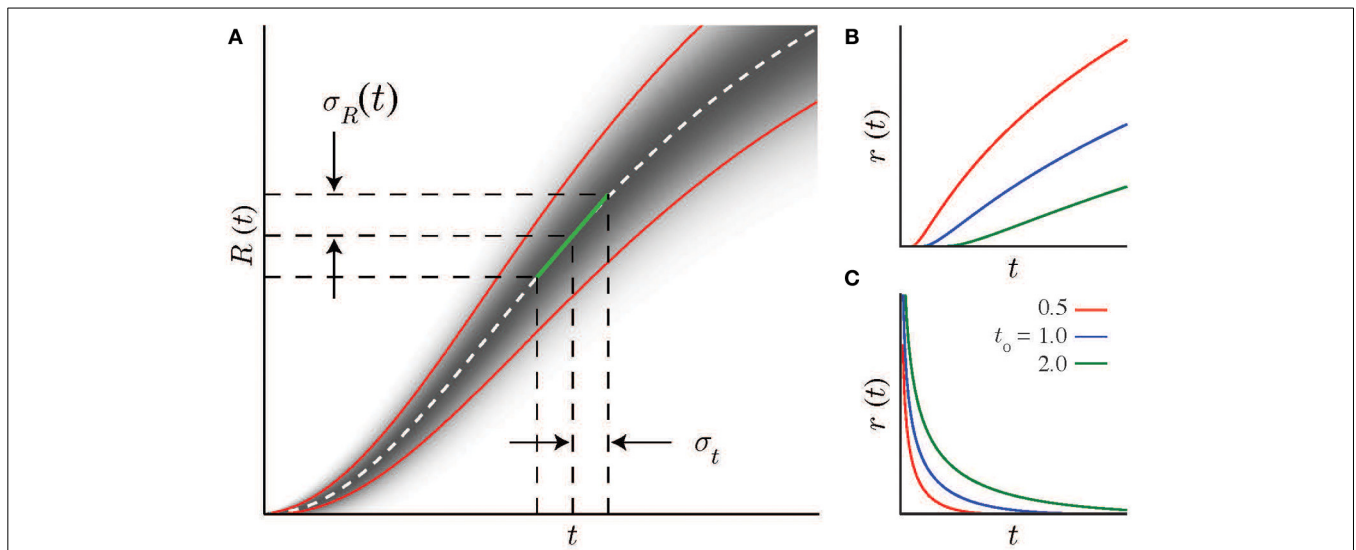 A
σ_R(t)
R (t)
σ_t
t
B
r (t)
t
C
0.5
t_o = 1.0
2.0
r (t)
t